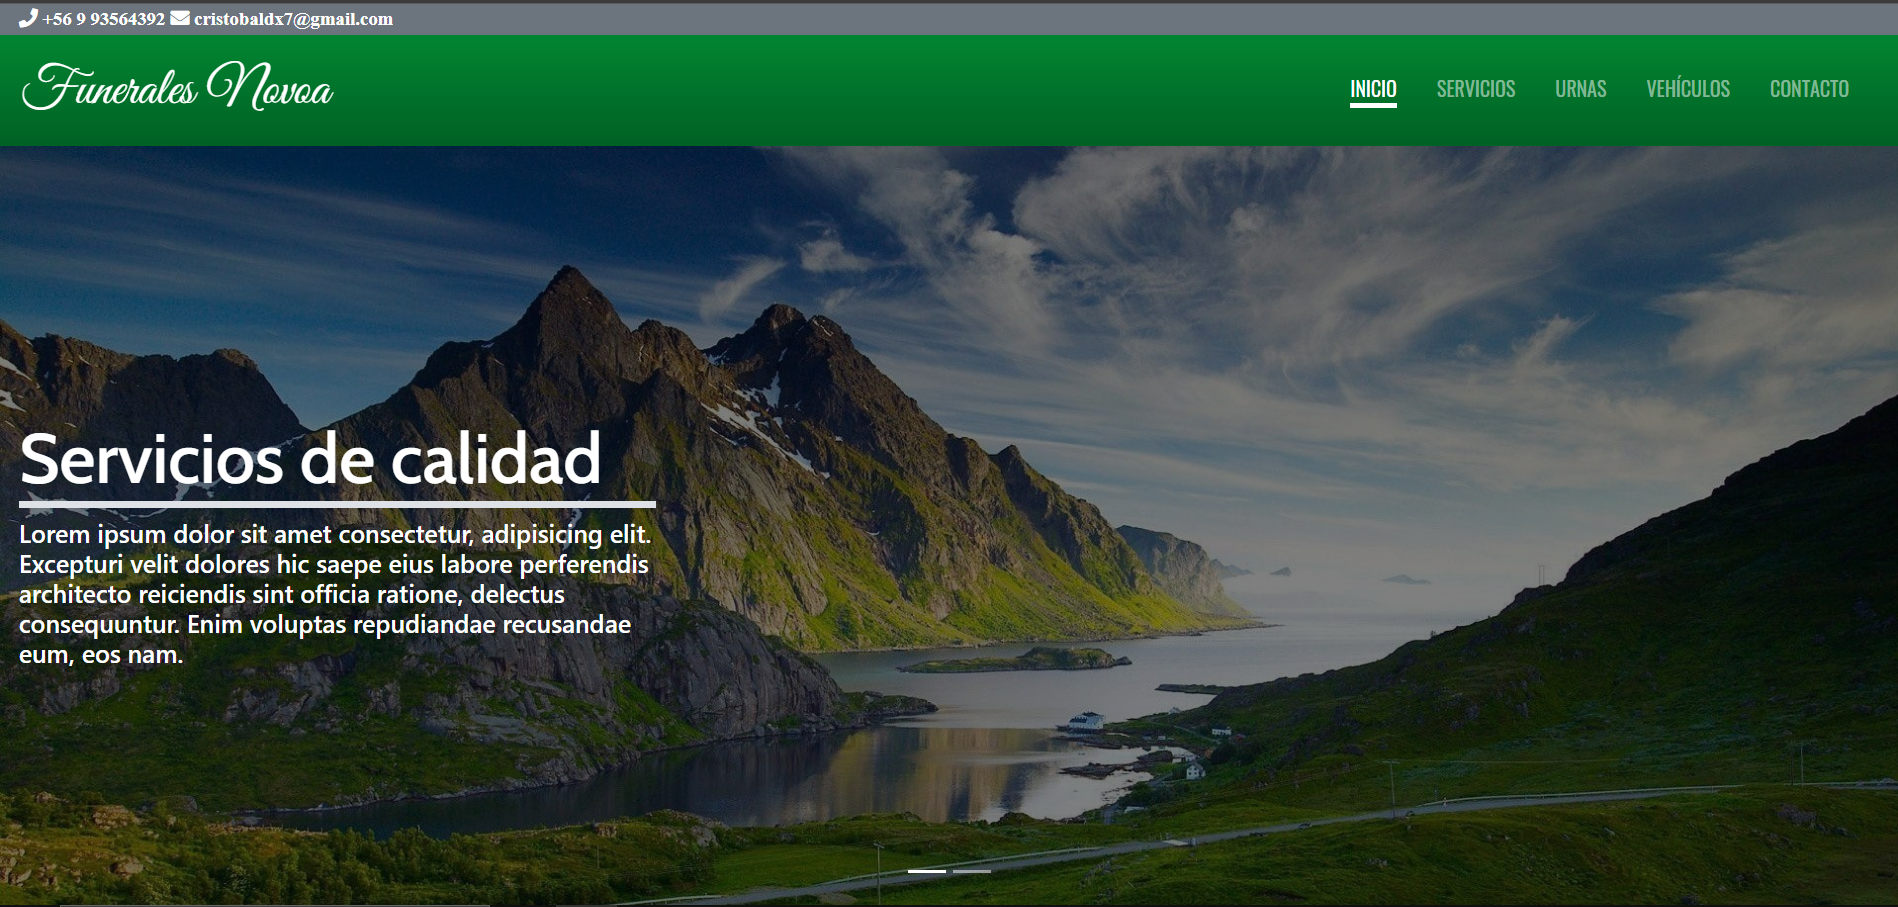 +56 9 93564392 cristobaldx7@gmail.com
Funerales Novoa
INICIO SERVICIOS URNAS VEHÍCULOS CONTACTO
Servicios de calidad
Lorem ipsum dolor sit amet consectetur, adipisicing elit.
Excepturi velit dolores hic saepe eius labore perferendis
architecto reiciendis sint officia ratione, delectus
consequuntur. Enim voluptas repudiandae recusandae
eum, eos nam.